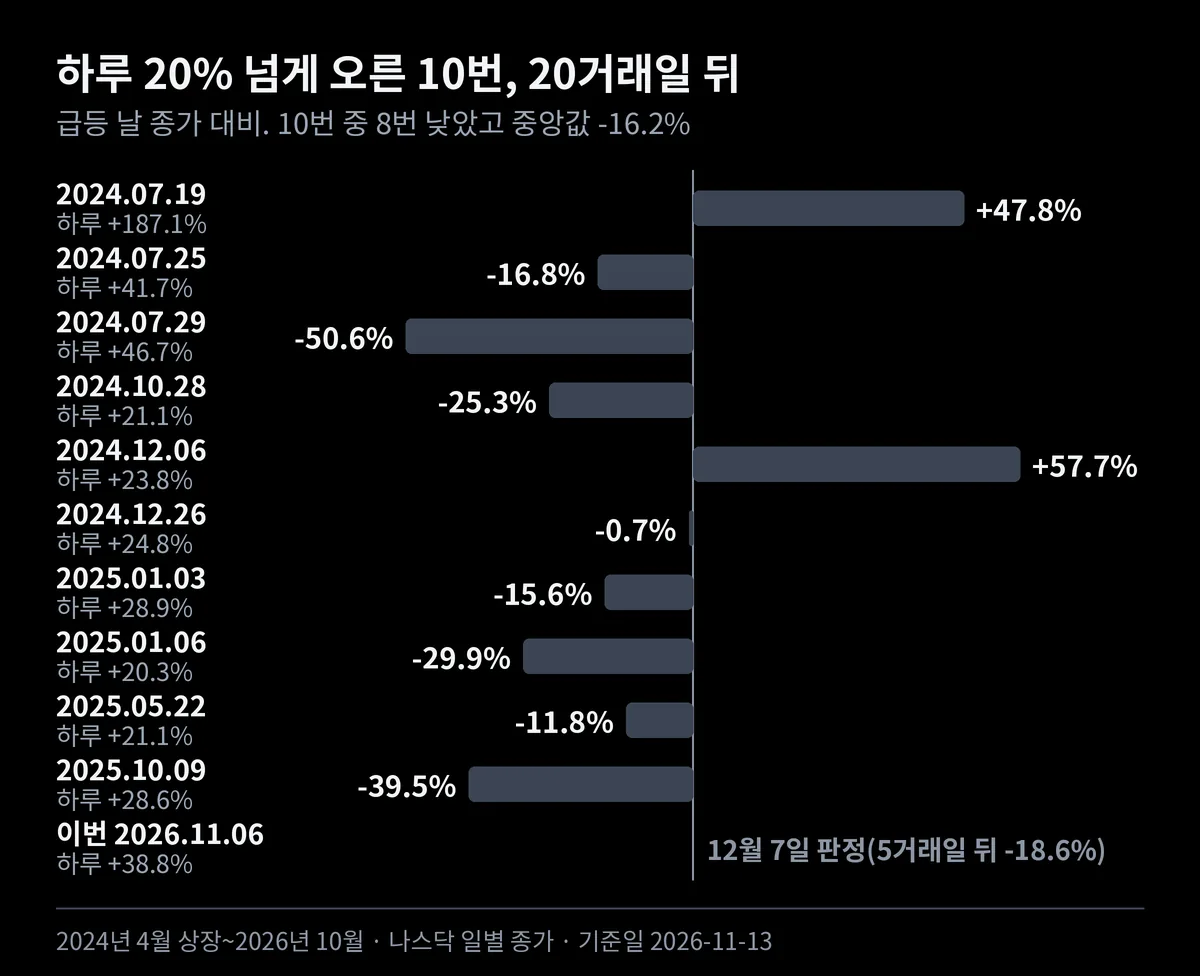 하루 20% 넘게 오른 10번, 20거래일 뒤
급등 날 종가 대비. 10번 중 8번 낮았고 중앙값 -16.2%
2024.07.19
하루 +187.1%
+47.8%
2024.07.25
하루 +41.7%
-16.8%
2024.07.29
하루 +46.7%
-50.6%
2024.10.28
하루 +21.1%
-25.3%
2024.12.06
하루 +23.8%
+57.7%
2024.12.26
하루 +24.8%
-0.7%
2025.01.03
하루 +28.9%
-15.6%
2025.01.06
하루 +20.3%
-29.9%
2025.05.22
하루 +21.1%
-11.8%
2025.10.09
하루 +28.6%
-39.5%
이번 2026.11.06
하루 +38.8%
12월 7일 판정(5거래일 뒤 -18.6%)
2024년 4월 상장~2026년 10월 · 나스닥 일별 종가 · 기준일 2026-11-13